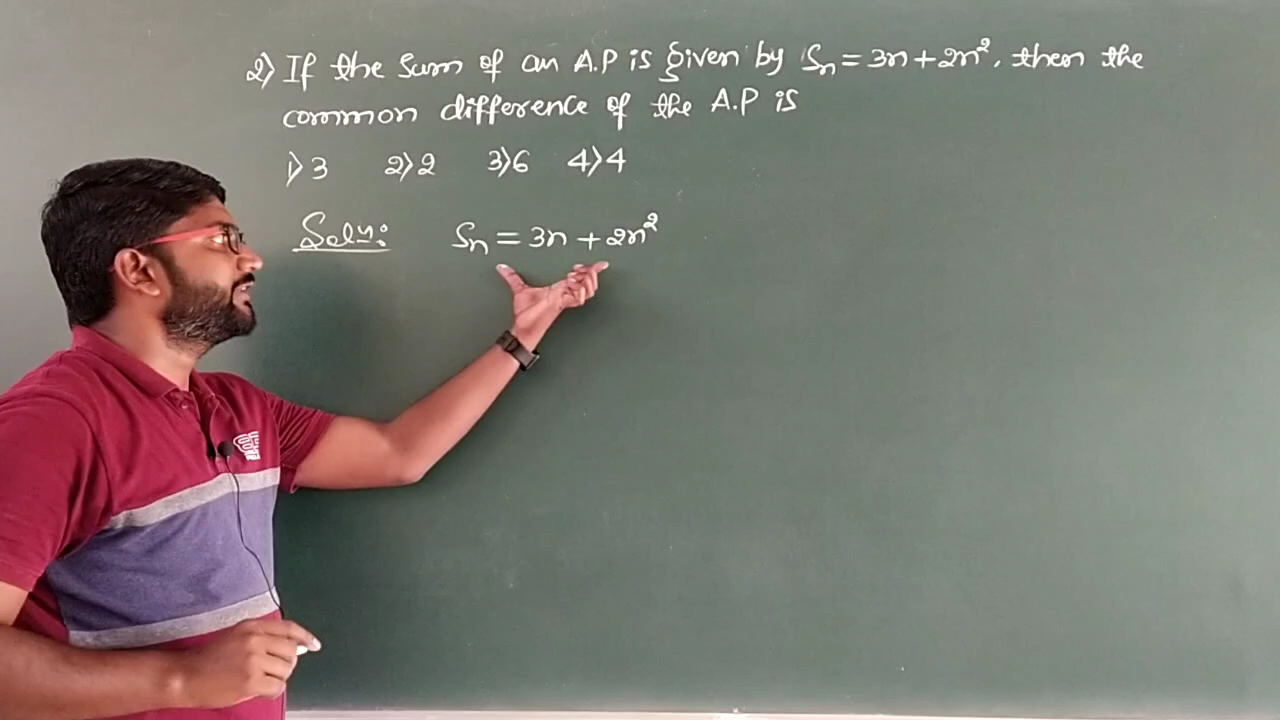 2) If the sum of an A.P is given by Sₙ = 3n + 2n², then the
common difference of the A.P is
1) 3 2) 2 3) 6 4) 4
Soln: Sₙ = 3n + 2n²